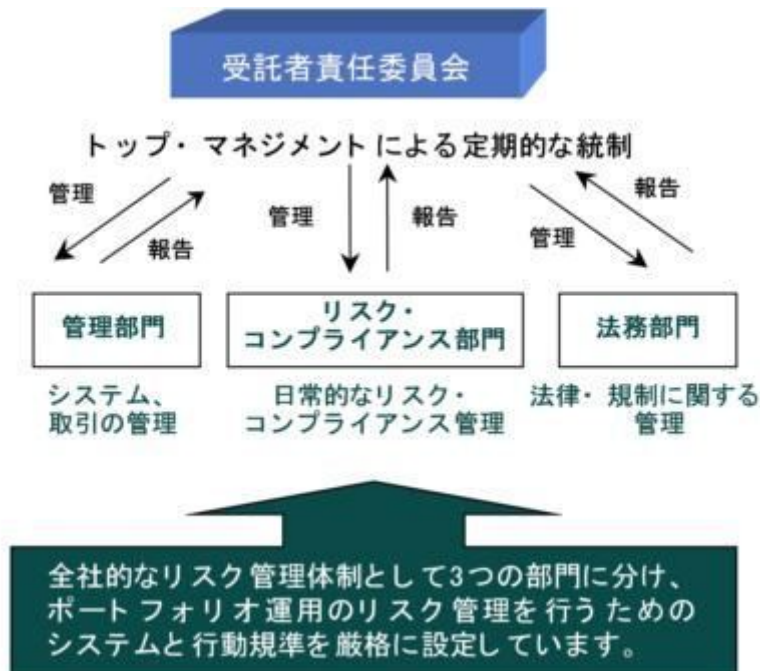 受託者責任委員会
トップ・マネジメントによる定期的な統制
管理
報告
管理
報告
管理
報告
管理部門
リスク・
コンプライアンス部門
法務部門
システム、
取引の管理
日常的なリスク・
コンプライアンス管理
法律・規制に関する
管理
全社的なリスク管理体制として3つの部門に分け、
ポートフォリオ運用のリスク管理を行うための
システムと行動規準を厳格に設定しています。